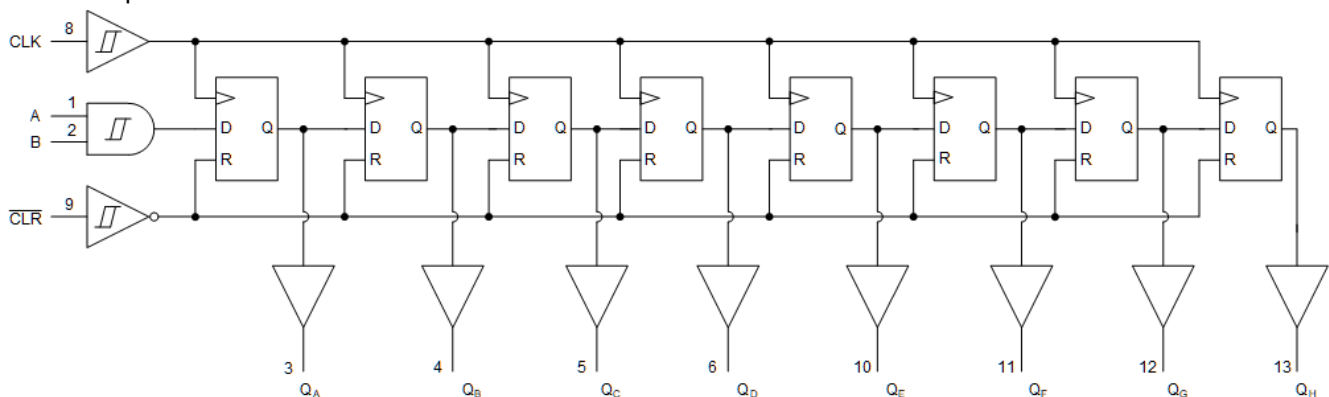 CLK 8
A 1
B 2
CLR 9
D Q D Q D Q D Q D Q D Q D Q D Q
R R R R R R R R
3 4 5 6 10 11 12 13
QA QB QC QD QE QF QG QH